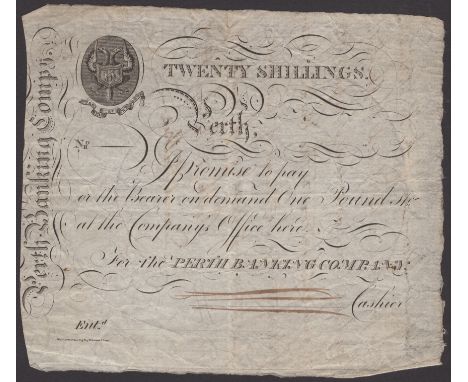 Perth Banking Compy.
TWENTY SHILLINGS.
Perth,
No.
I Promise to pay
or the Bearer on demand One Pound Stg.
at the Company's Office here.
For the PERTH BANKING COMPANY.
Cashier
Entd.